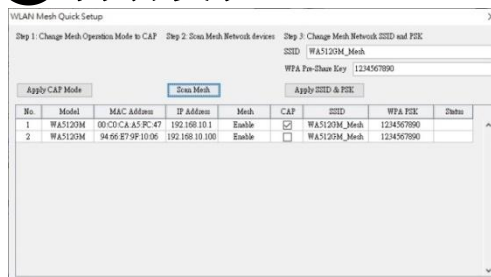 WLAN Mesh Quick Setup
Step 1: Change Mesh Operation Mode to CAP Step 2: Scan Mesh Network devices Step 3: Change Mesh Network SSID and PSK
SSID WA512GM_Mesh
WPA Pre-Share Key 1234567890
Apply CAP Mode Scan Mesh Apply SSID & PSK
No. Model MAC Address IP Address Mesh CAP SSID WPA PSK Status
1 WA512GM 00:C0:CA:A5:FC:47 192.168.10.1 Enable WA512GM_Mesh 1234567890
2 WA512GM 94:66:E7:9F:10:06 192.168.10.100 Enable WA512GM_Mesh 1234567890